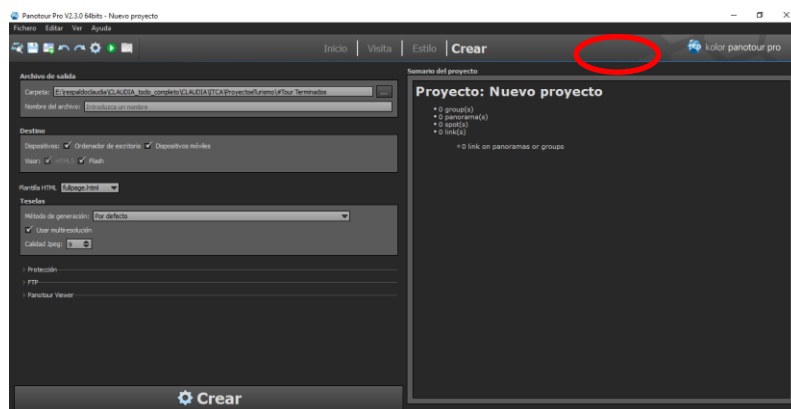 Panotour Pro V2.3.0 64bits - Nuevo proyecto
Fichero Editar Ver Ayuda
Inicio Visita Estilo Crear
kolor panotour pro
Archivo de salida
Carpeta: E:\respaldoclaudia\CLAUDIA_todo_completo\CLAUDIA\ITCA\ProyectoeTurismo\#Tour Terminados ...
Nombre del archivo: Introduzca un nombre
Destino
Dispositivos: Ordenador de escritorio Dispositivos móviles
Visor: HTML5 Flash
Plantilla HTML fullpage.html
Teselas
Método de generación: Por defecto
User multiresolución
Calidad Jpeg: 9
Protección
FTP
Panotour Viewer
Crear
Sumario del proyecto
Proyecto: Nuevo proyecto
0 group(s)
0 panorama(s)
0 spot(s)
0 link(s)
0 link on panoramas or groups